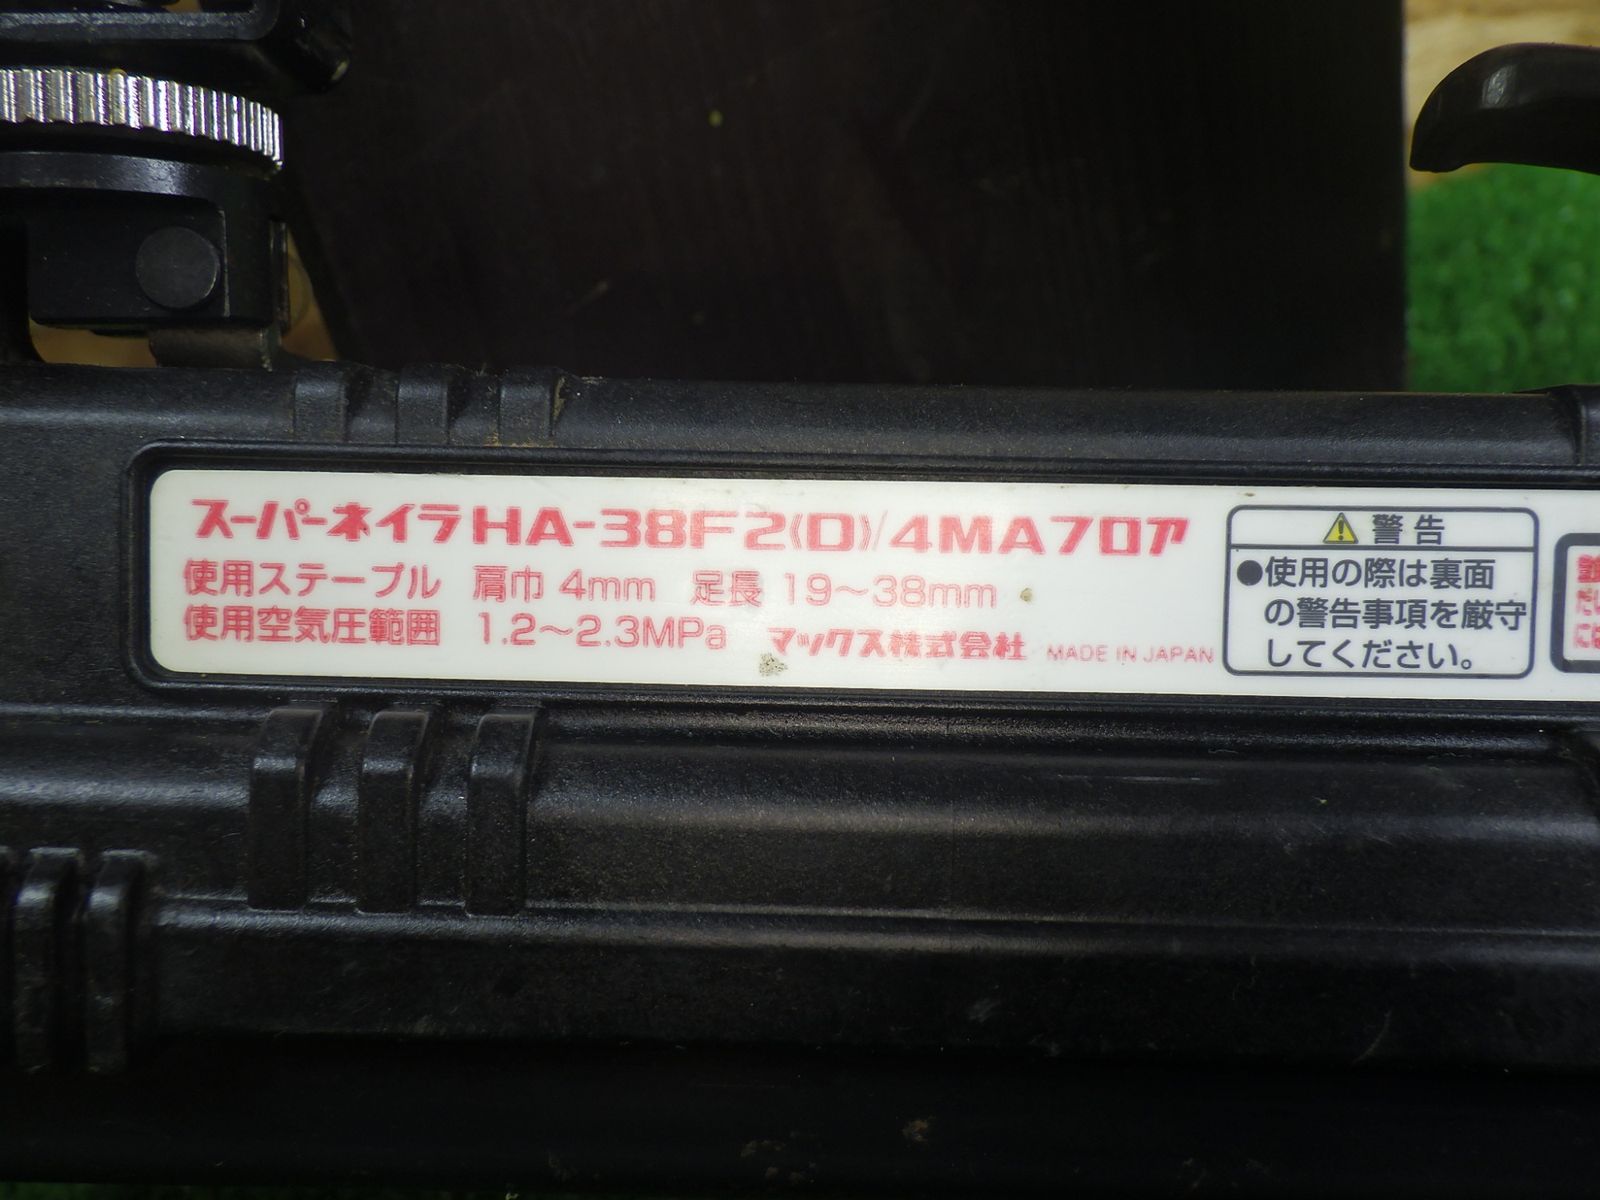 スーパーネイラ HA-38F2(D)/4MAフロア
使用ステープル 肩巾 4mm 足長 19～38mm
使用空気圧範囲 1.2～2.3MPa マックス株式会社 MADE IN JAPAN
⚠警告
●使用の際は裏面
の警告事項を厳守
してください。